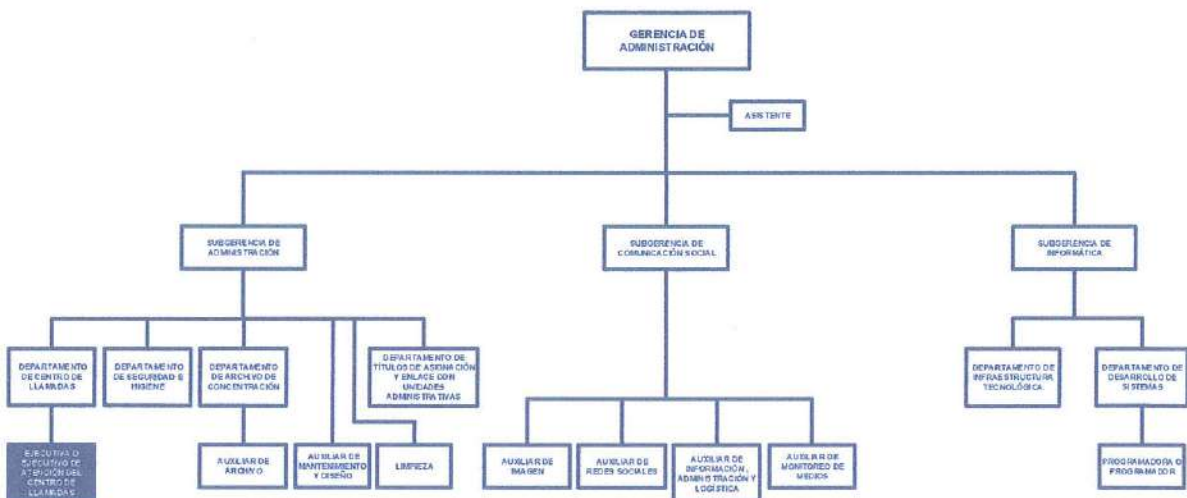 GERENCIA DE
ADMINISTRACIÓN
ASISTENTE
SUBGERENCIA DE
ADMINISTRACIÓN
SUBGERENCIA DE
COMUNICACIÓN SOCIAL
SUBGERENCIA DE
INFORMÁTICA
DEPARTAMENTO
DE CENTRO DE
LLAMADAS
DEPARTAMENTO
DE SEGURIDAD E
HIGIENE
DEPARTAMENTO
DE ARCHIVO DE
CONCENTRACIÓN
DEPARTAMENTO DE
TÍTULOS DE ASIGNACIÓN
Y ENLACE CON
UNIDADES
ADMINISTRATIVAS
DEPARTAMENTO DE
INFRAESTRUCTURA
TECNOLÓGICA
DEPARTAMENTO DE
DESARROLLO DE
SISTEMAS
EJECUTIVA O
EJECUTIVO DE
ATENCIÓN DEL
CENTRO DE
LLAMADAS
AUXILIAR DE
ARCHIVO
AUXILIAR DE
MANTENIMIENTO
Y DISEÑO
LIMPIEZA
AUXILIAR DE
IMAGEN
AUXILIAR DE
REDES SOCIALES
AUXILIAR DE
INFORMACIÓN,
ADMINISTRACIÓN Y
LOGÍSTICA
AUXILIAR DE
MONITOREO DE
MEDIOS
PROGRAMADORA O
PROGRAMADOR